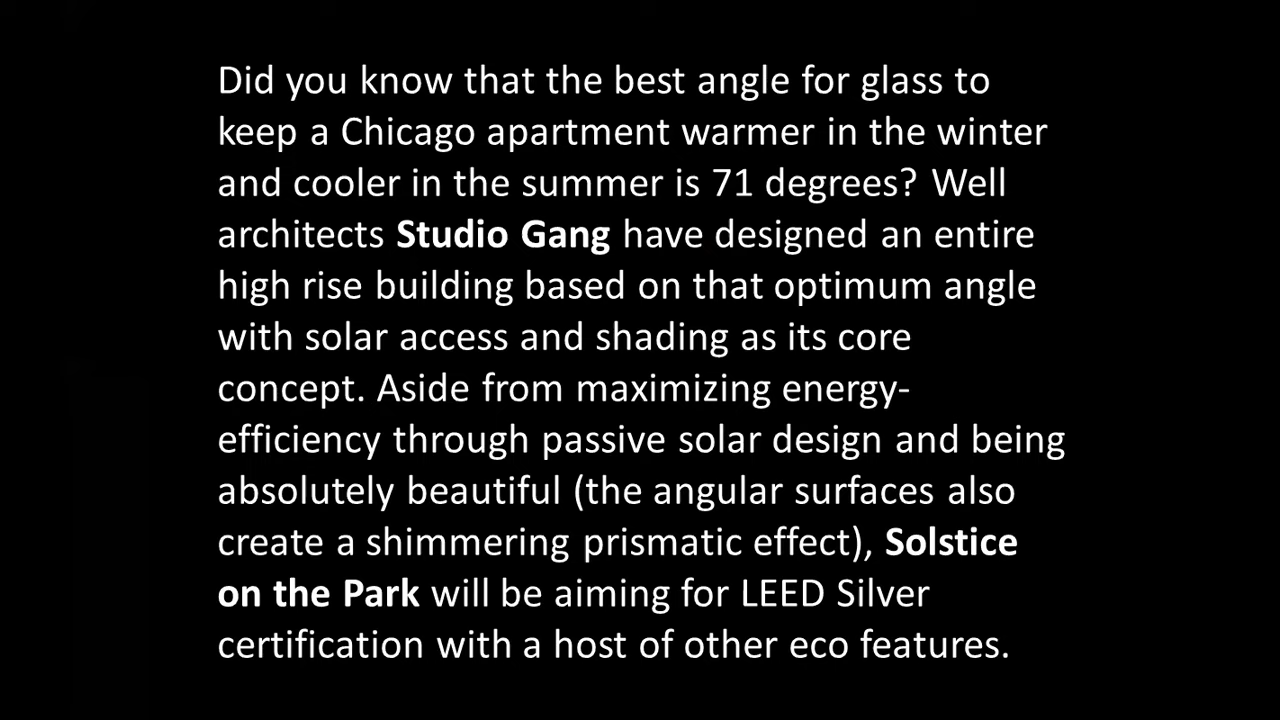 Did you know that the best angle for glass to
keep a Chicago apartment warmer in the winter
and cooler in the summer is 71 degrees? Well
architects Studio Gang have designed an entire
high rise building based on that optimum angle
with solar access and shading as its core
concept. Aside from maximizing energy-
efficiency through passive solar design and being
absolutely beautiful (the angular surfaces also
create a shimmering prismatic effect), Solstice
on the Park will be aiming for LEED Silver
certification with a host of other eco features.